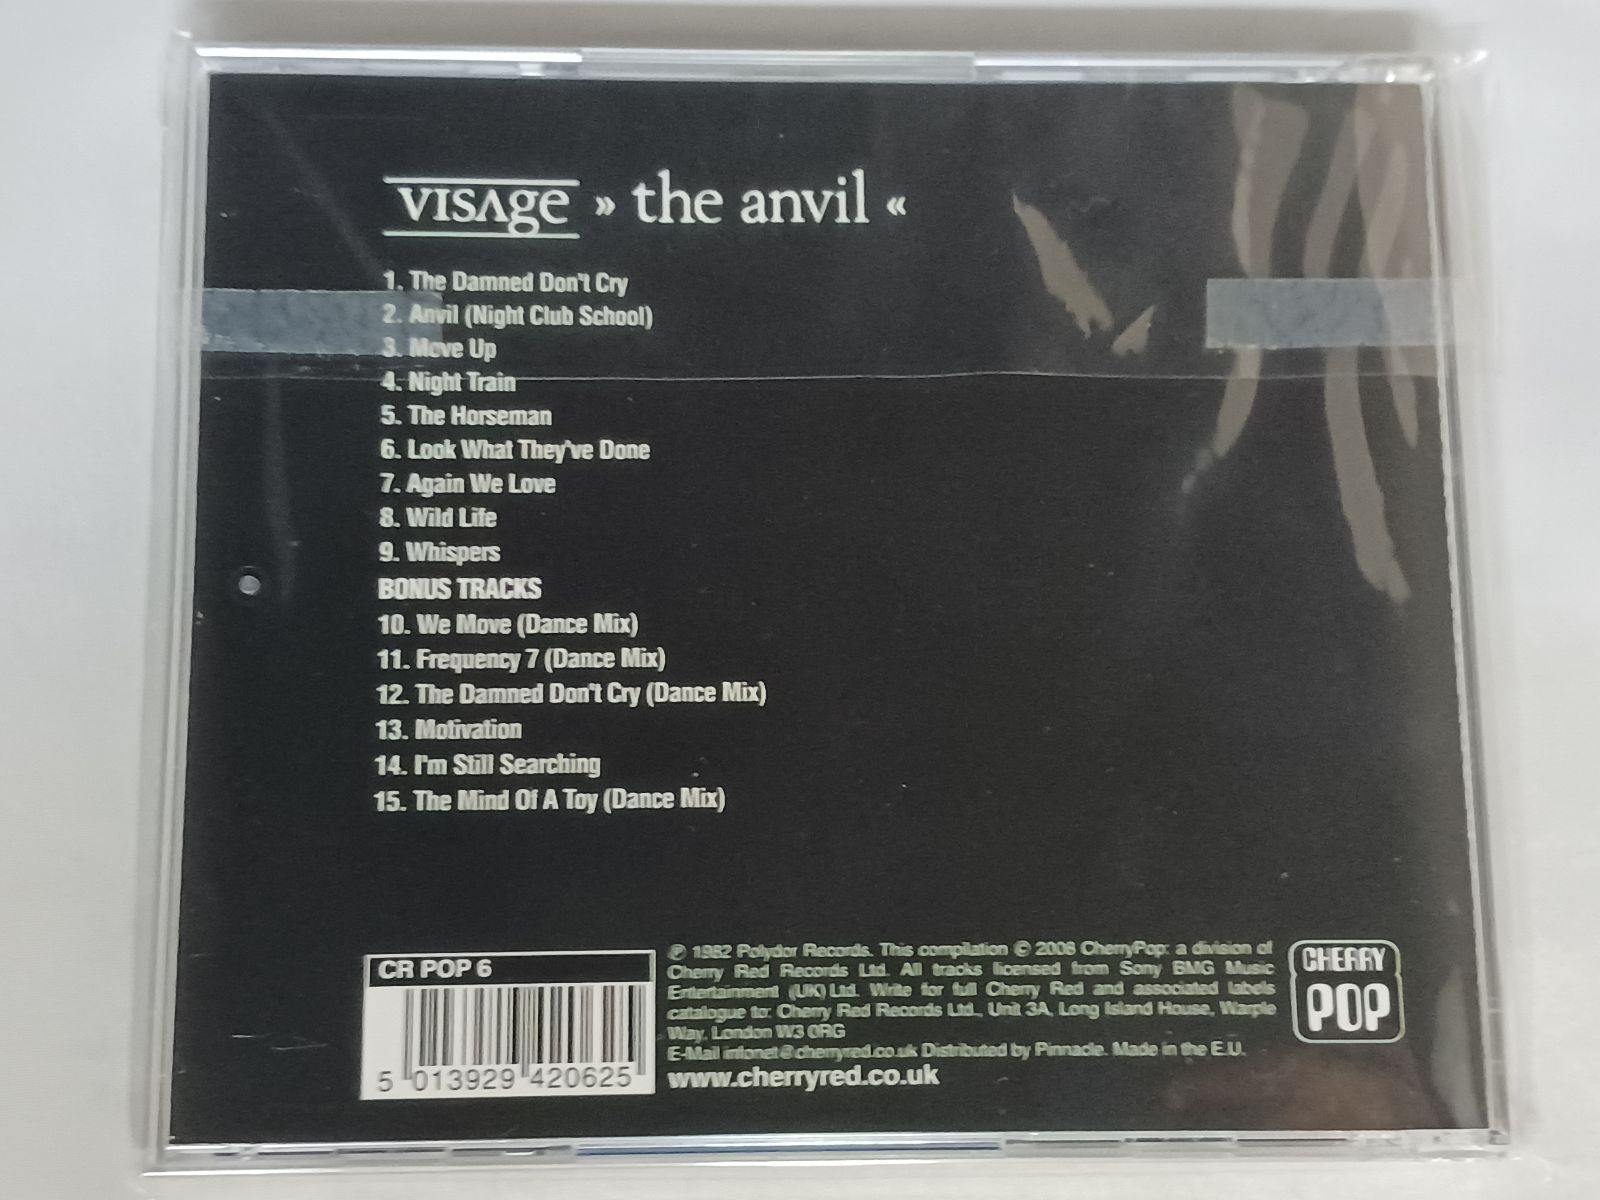 VISAGE » the anvil «
1. The Damned Don't Cry
2. Anvil (Night Club School)
3. Move Up
4. Night Train
5. The Horseman
6. Look What They've Done
7. Again We Love
8. Wild Life
9. Whispers
BONUS TRACKS
10. We Move (Dance Mix)
11. Frequency 7 (Dance Mix)
12. The Damned Don't Cry (Dance Mix)
13. Motivation
14. I'm Still Searching
15. The Mind Of A Toy (Dance Mix)
CR POP 6
5 013929 420625
℗ 1982 Polydor Records. This compilation © 2008 CherryPop: a division of
Cherry Red Records Ltd. All tracks licensed from Sony BMG Music
Entertainment (UK) Ltd. Write for full Cherry Red and associated labels
catalogue to: Cherry Red Records Ltd., Unit 3A, Long Island House, Warple
Way, London W3 0RG
E-Mail infonet@cherryred.co.uk Distributed by Pinnacle. Made in the E.U.
www.cherryred.co.uk
CHERRY
POP